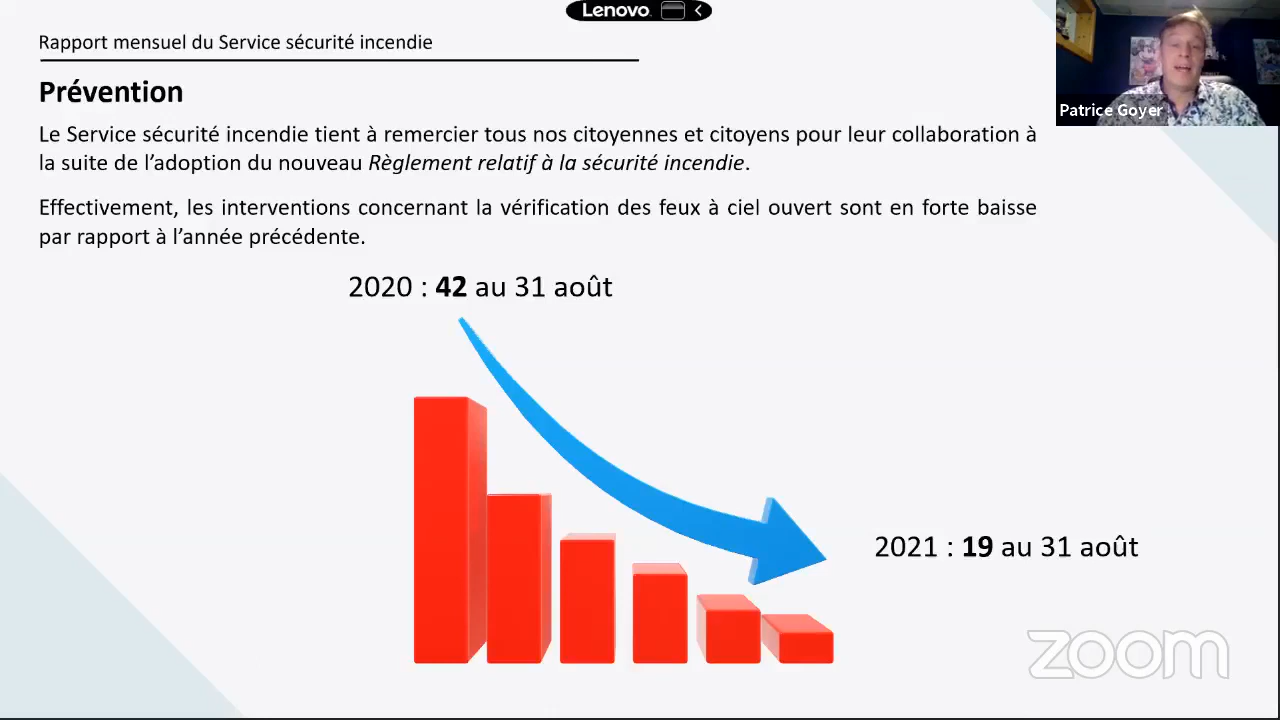 Lenovo
Rapport mensuel du Service sécurité incendie
Prévention
Le Service sécurité incendie tient à remercier tous nos citoyennes et citoyens pour leur collaboration à
la suite de l’adoption du nouveau Règlement relatif à la sécurité incendie.
Effectivement, les interventions concernant la vérification des feux à ciel ouvert sont en forte baisse
par rapport à l’année précédente.
2020 : 42 au 31 août
2021 : 19 au 31 août
Patrice Goyer
zoom